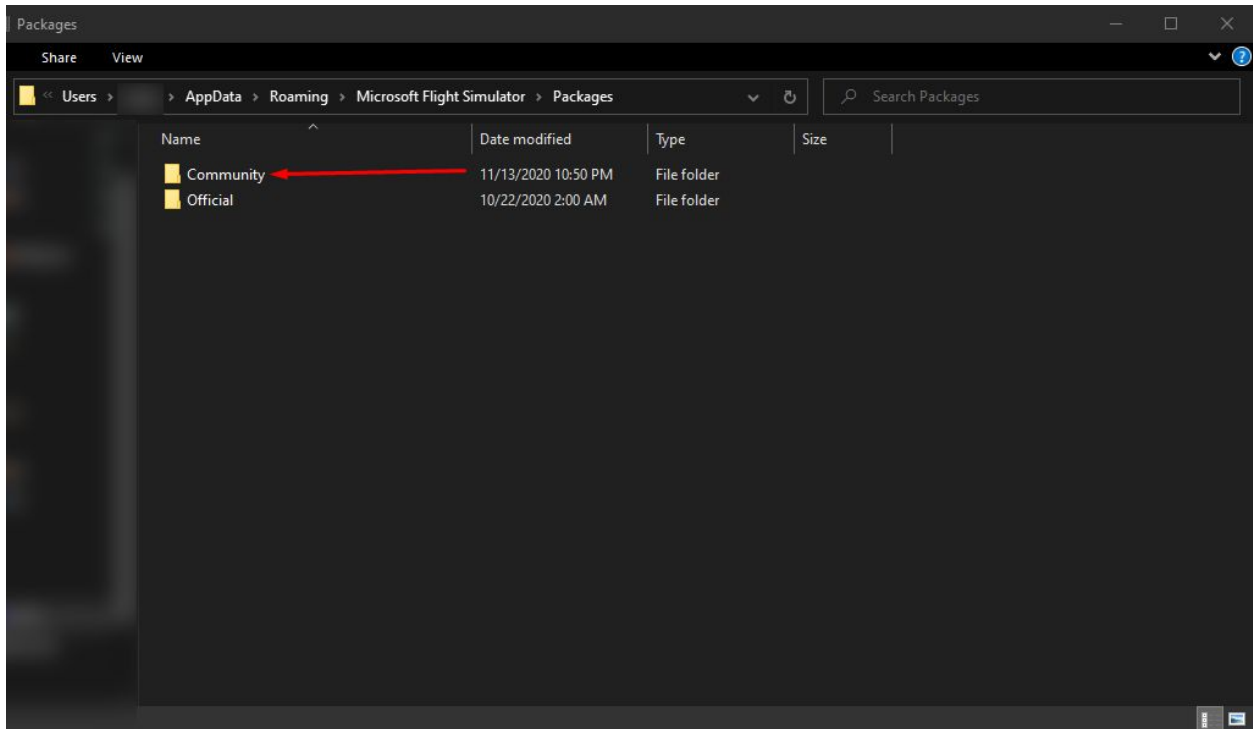 Packages
Share View
« Users > > AppData > Roaming > Microsoft Flight Simulator > Packages Search Packages
Name Date modified Type Size
Community 11/13/2020 10:50 PM File folder
Official 10/22/2020 2:00 AM File folder